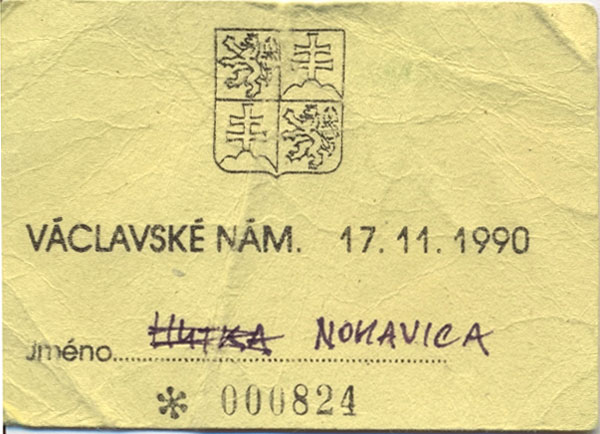 VÁCLAVSKÉ NÁM. 17.11.1990
Jméno.......... HUTKA NOHAVICA
* 000824